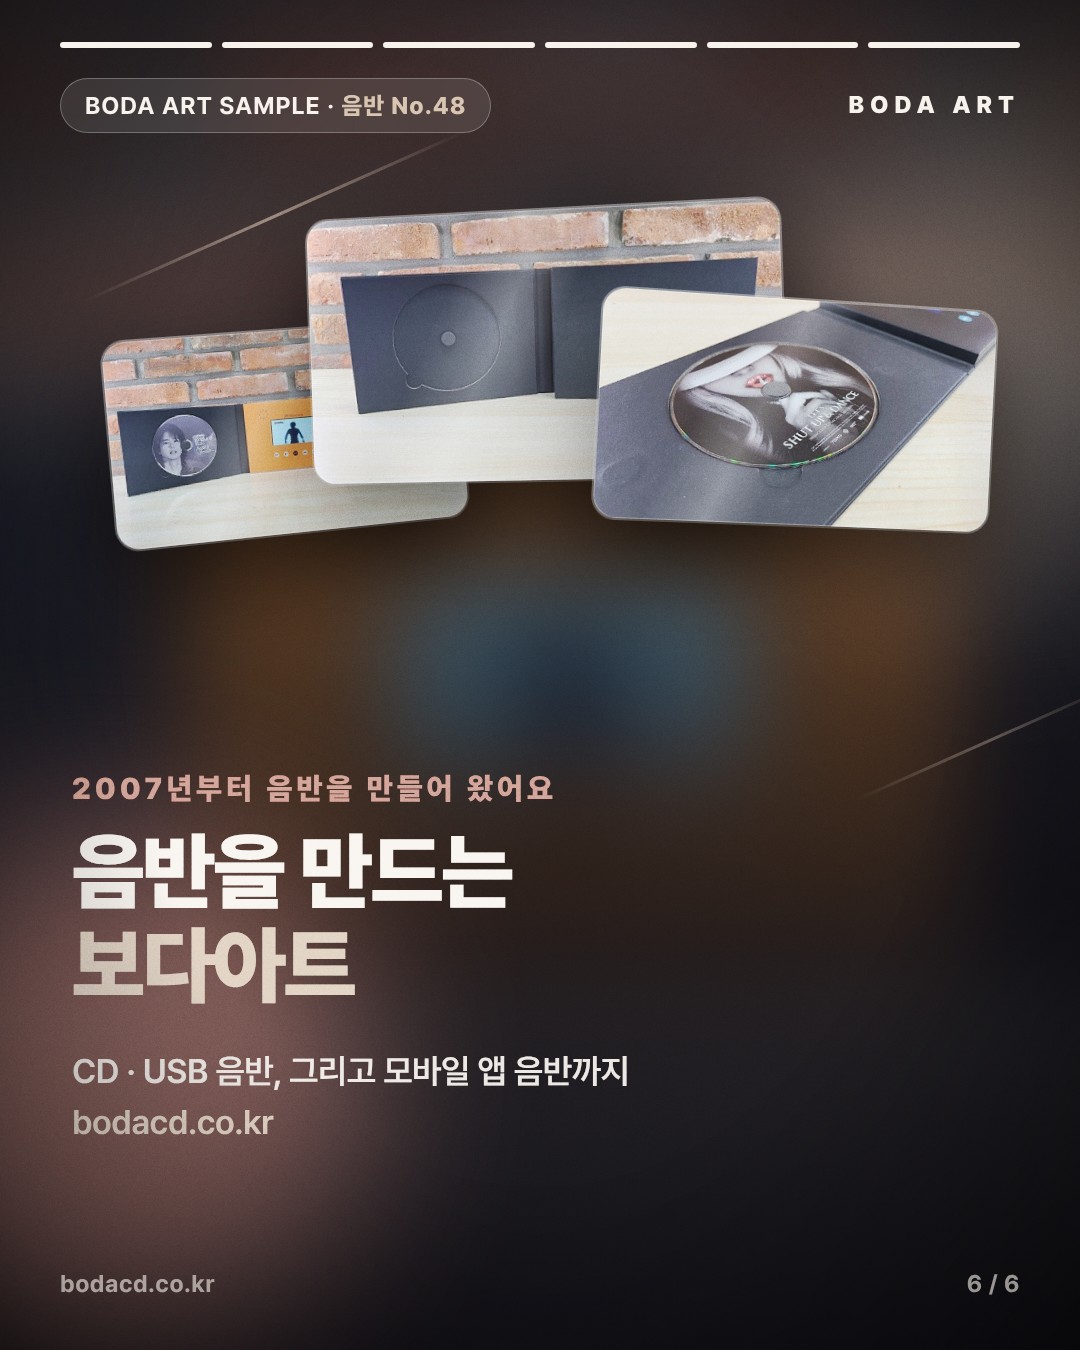 BODA ART SAMPLE · 음반 No.48
BODA ART
SHUT UP & DANCE
2007년부터 음반을 만들어 왔어요
음반을 만드는
보다아트
CD · USB 음반, 그리고 모바일 앱 음반까지
bodacd.co.kr
bodacd.co.kr
6 / 6